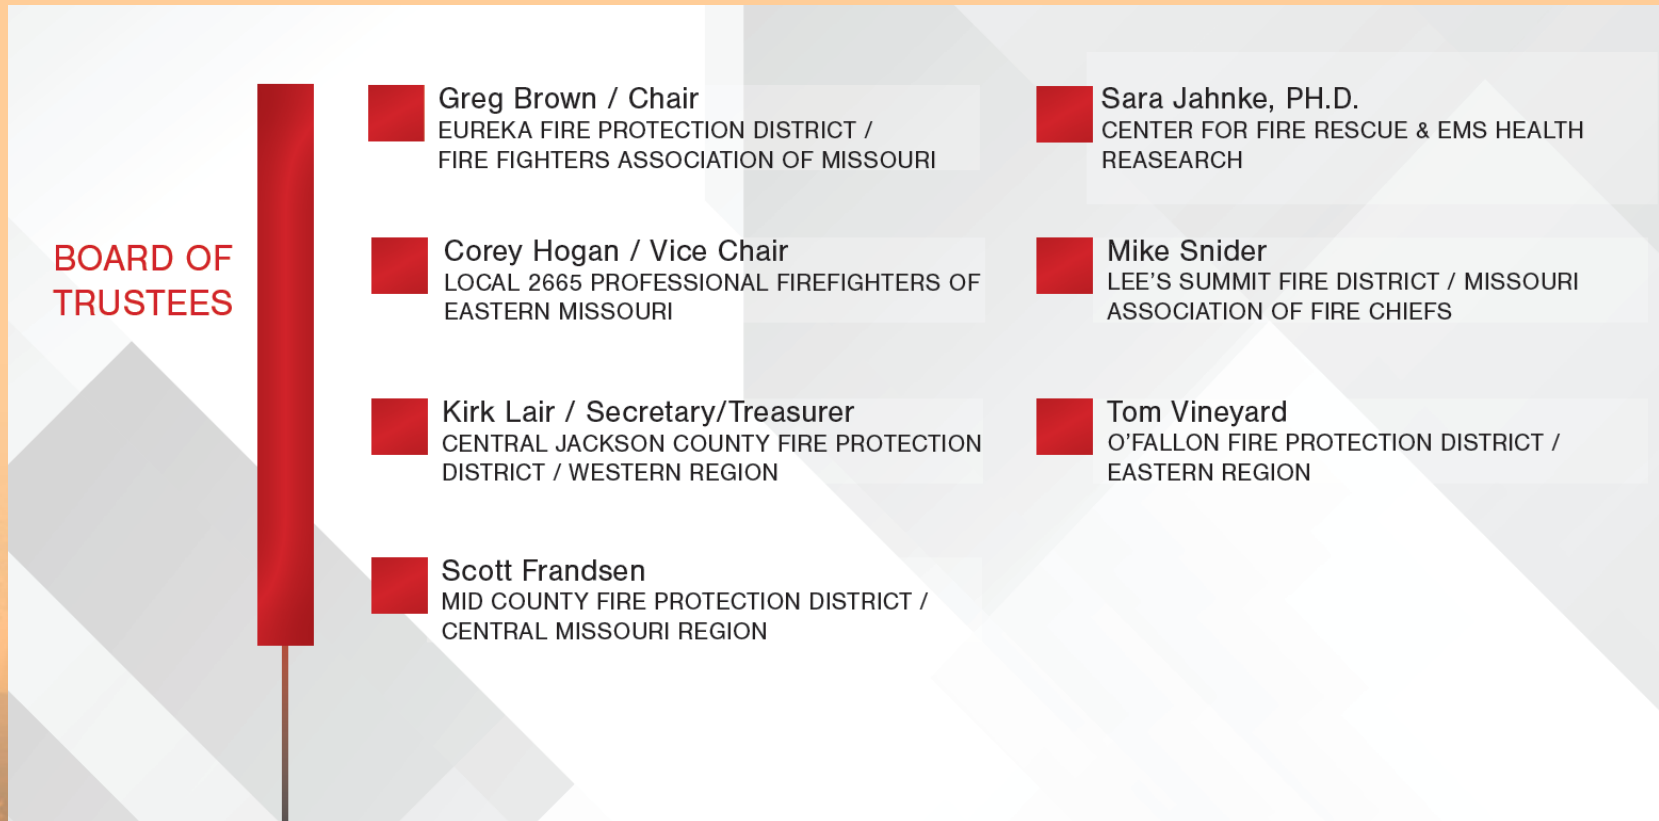 BOARD OF
TRUSTEES
Greg Brown / Chair
EUREKA FIRE PROTECTION DISTRICT /
FIRE FIGHTERS ASSOCIATION OF MISSOURI
Corey Hogan / Vice Chair
LOCAL 2665 PROFESSIONAL FIREFIGHTERS OF
EASTERN MISSOURI
Kirk Lair / Secretary/Treasurer
CENTRAL JACKSON COUNTY FIRE PROTECTION
DISTRICT / WESTERN REGION
Scott Frandsen
MID COUNTY FIRE PROTECTION DISTRICT /
CENTRAL MISSOURI REGION
Sara Jahnke, PH.D.
CENTER FOR FIRE RESCUE & EMS HEALTH
REASEARCH
Mike Snider
LEE’S SUMMIT FIRE DISTRICT / MISSOURI
ASSOCIATION OF FIRE CHIEFS
Tom Vineyard
O’FALLON FIRE PROTECTION DISTRICT /
EASTERN REGION